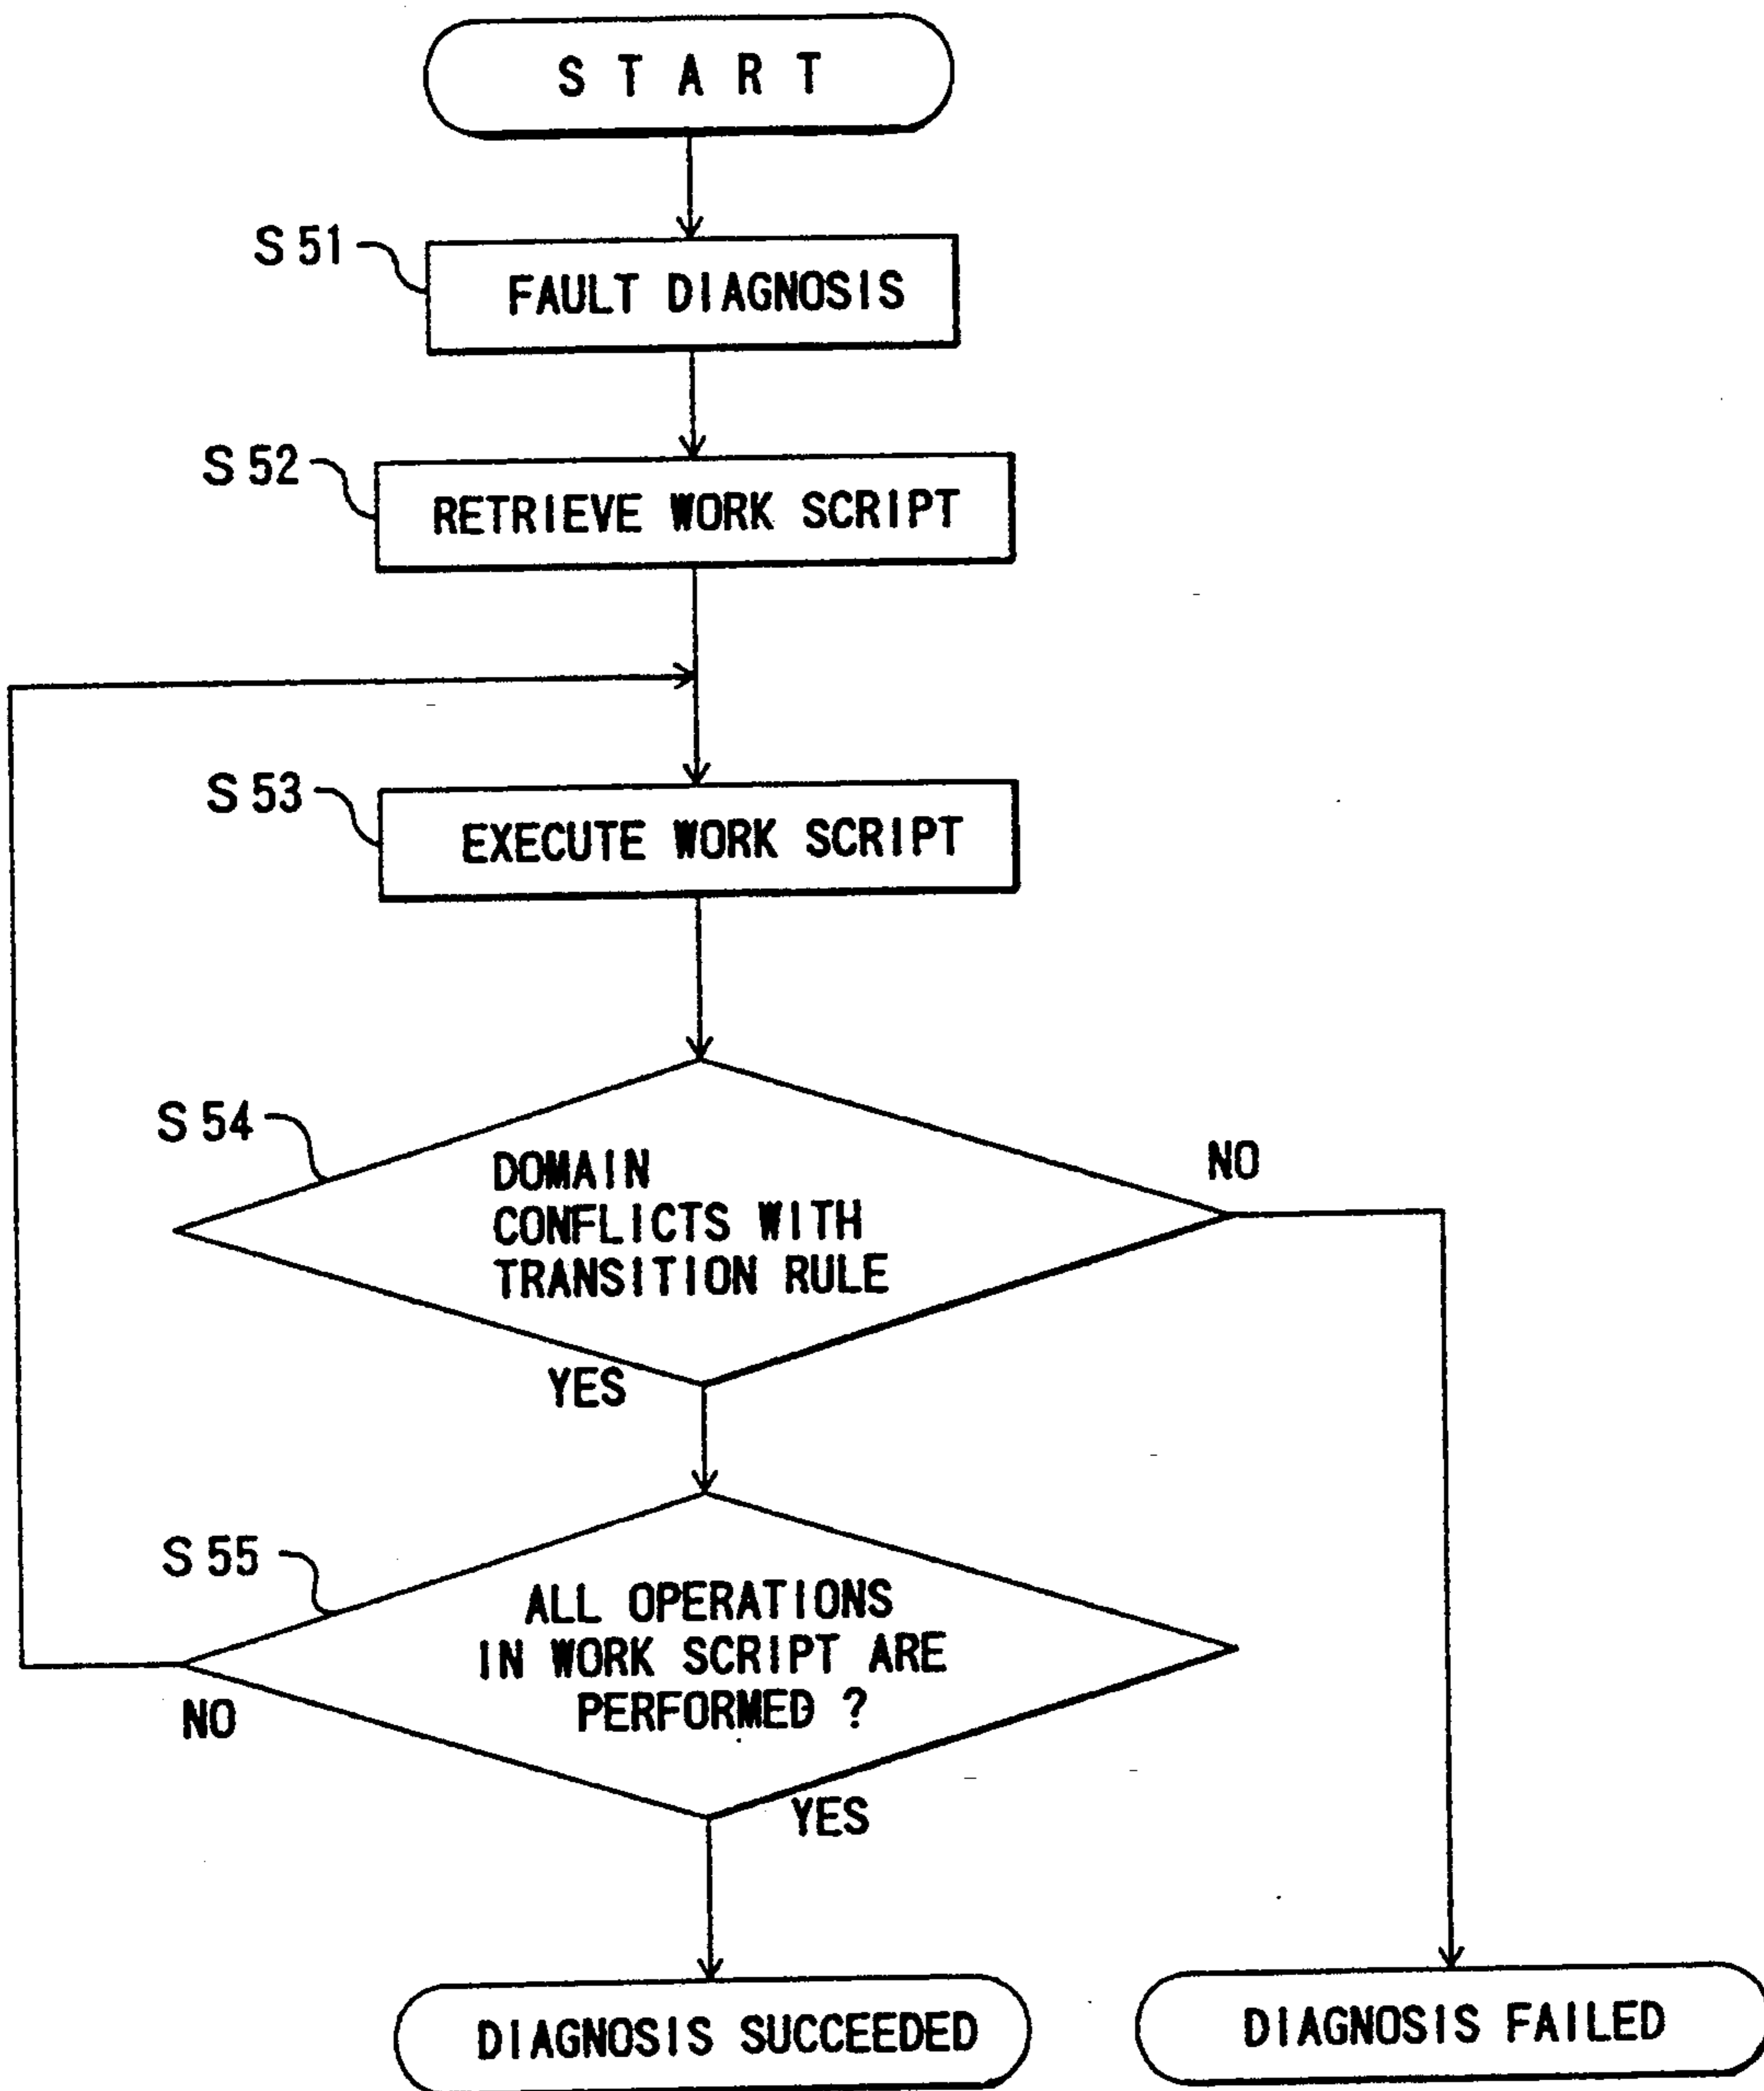 START
S51
FAULT DIAGNOSIS
S52
RETRIEVE WORK SCRIPT
S53
EXECUTE WORK SCRIPT
S54
DOMAIN
CONFLICTS WITH
TRANSITION RULE
NO
YES
S55
ALL OPERATIONS
IN WORK SCRIPT ARE
PERFORMED ?
NO
YES
DIAGNOSIS SUCCEEDED
DIAGNOSIS FAILED